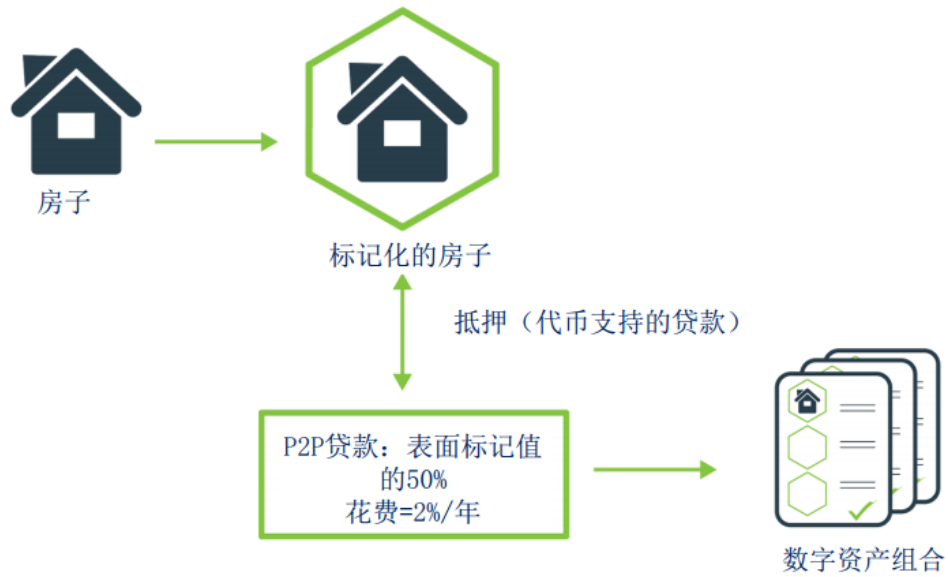 房子
标记化的房子
抵押（代币支持的贷款）
P2P贷款：表面标记值
的50%
花费=2%/年
数字资产组合